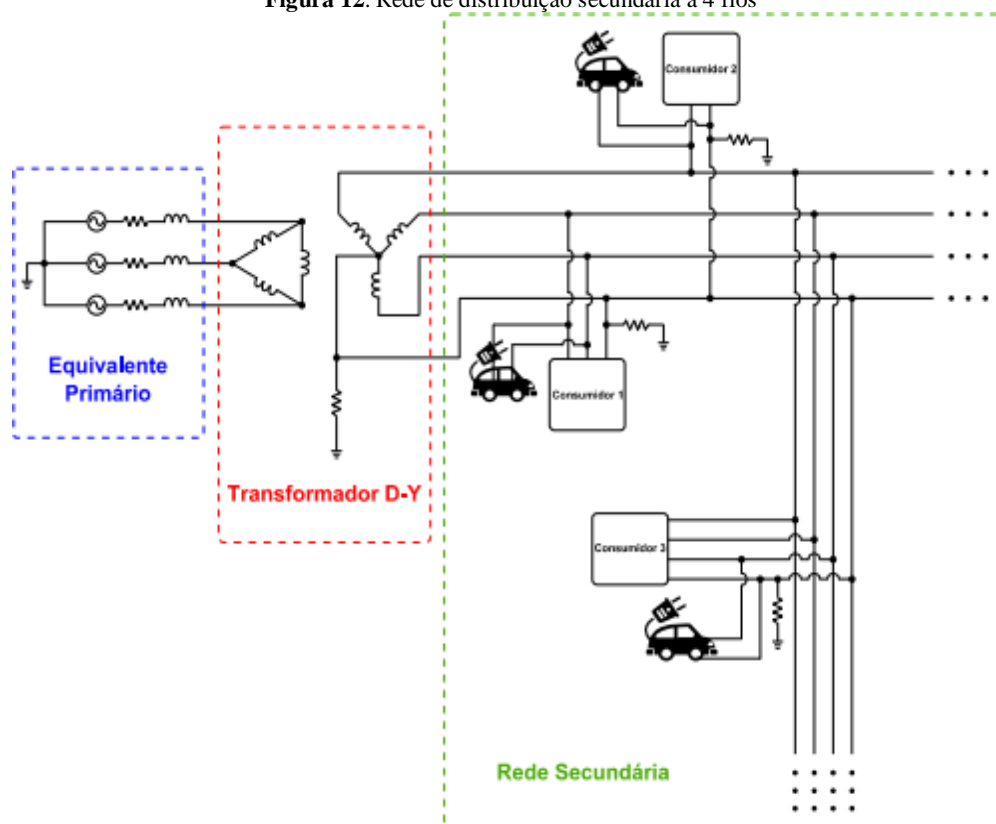 Figura 12. Rede de distribuição secundária a 4 fios
Consumidor 2
Equivalente
Primário
Consumidor 1
Transformador D-Y
Consumidor 3
Rede Secundária